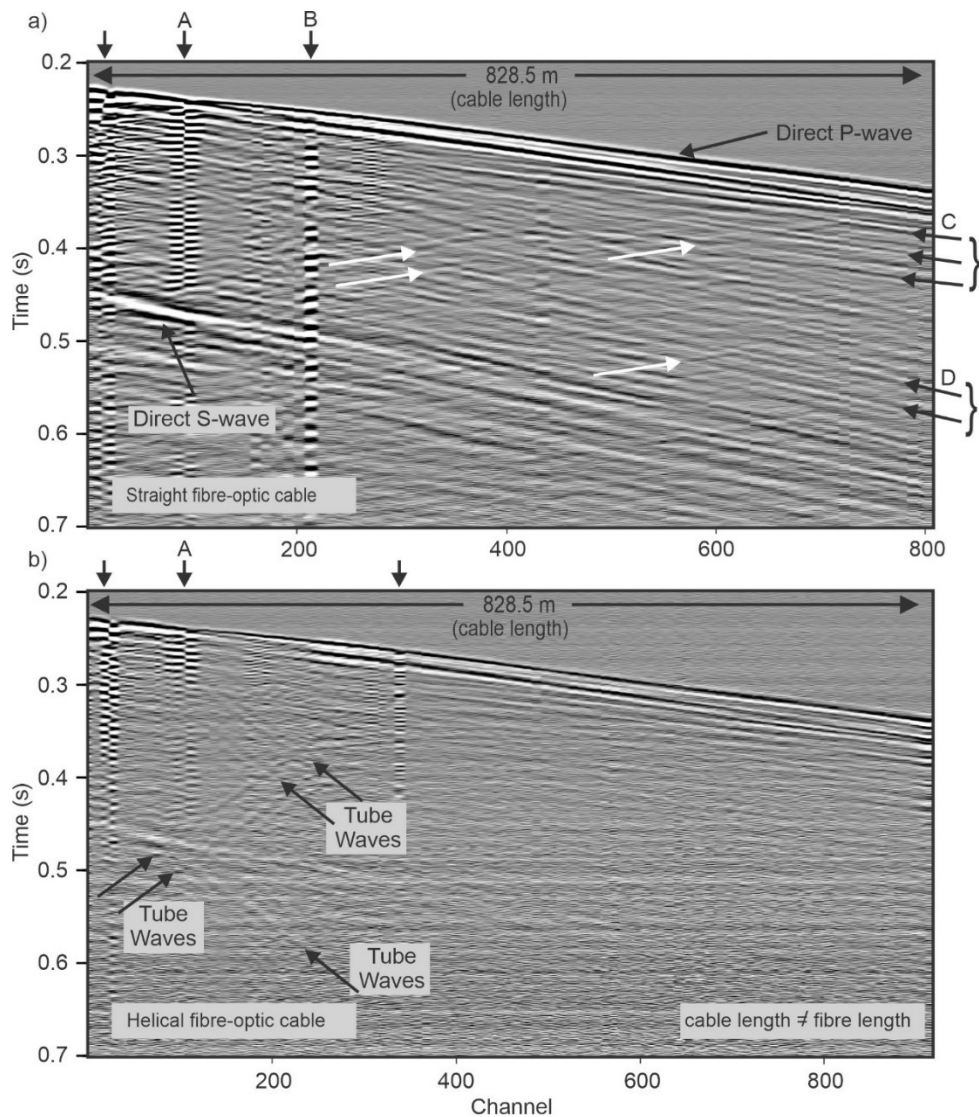 a)
A
B
0.2
828.5 m
(cable length)
Direct P-wave
0.3
C
0.4
Time (s)
0.5
D
Direct S-wave
0.6
Straight fibre-optic cable
0.7
200
400
600
800
b)
A
0.2
828.5 m
(cable length)
0.3
0.4
Time (s)
Tube
Waves
0.5
Tube
Waves
Tube
Waves
0.6
Helical fibre-optic cable
cable length ≠ fibre length
0.7
200
400
600
800
Channel